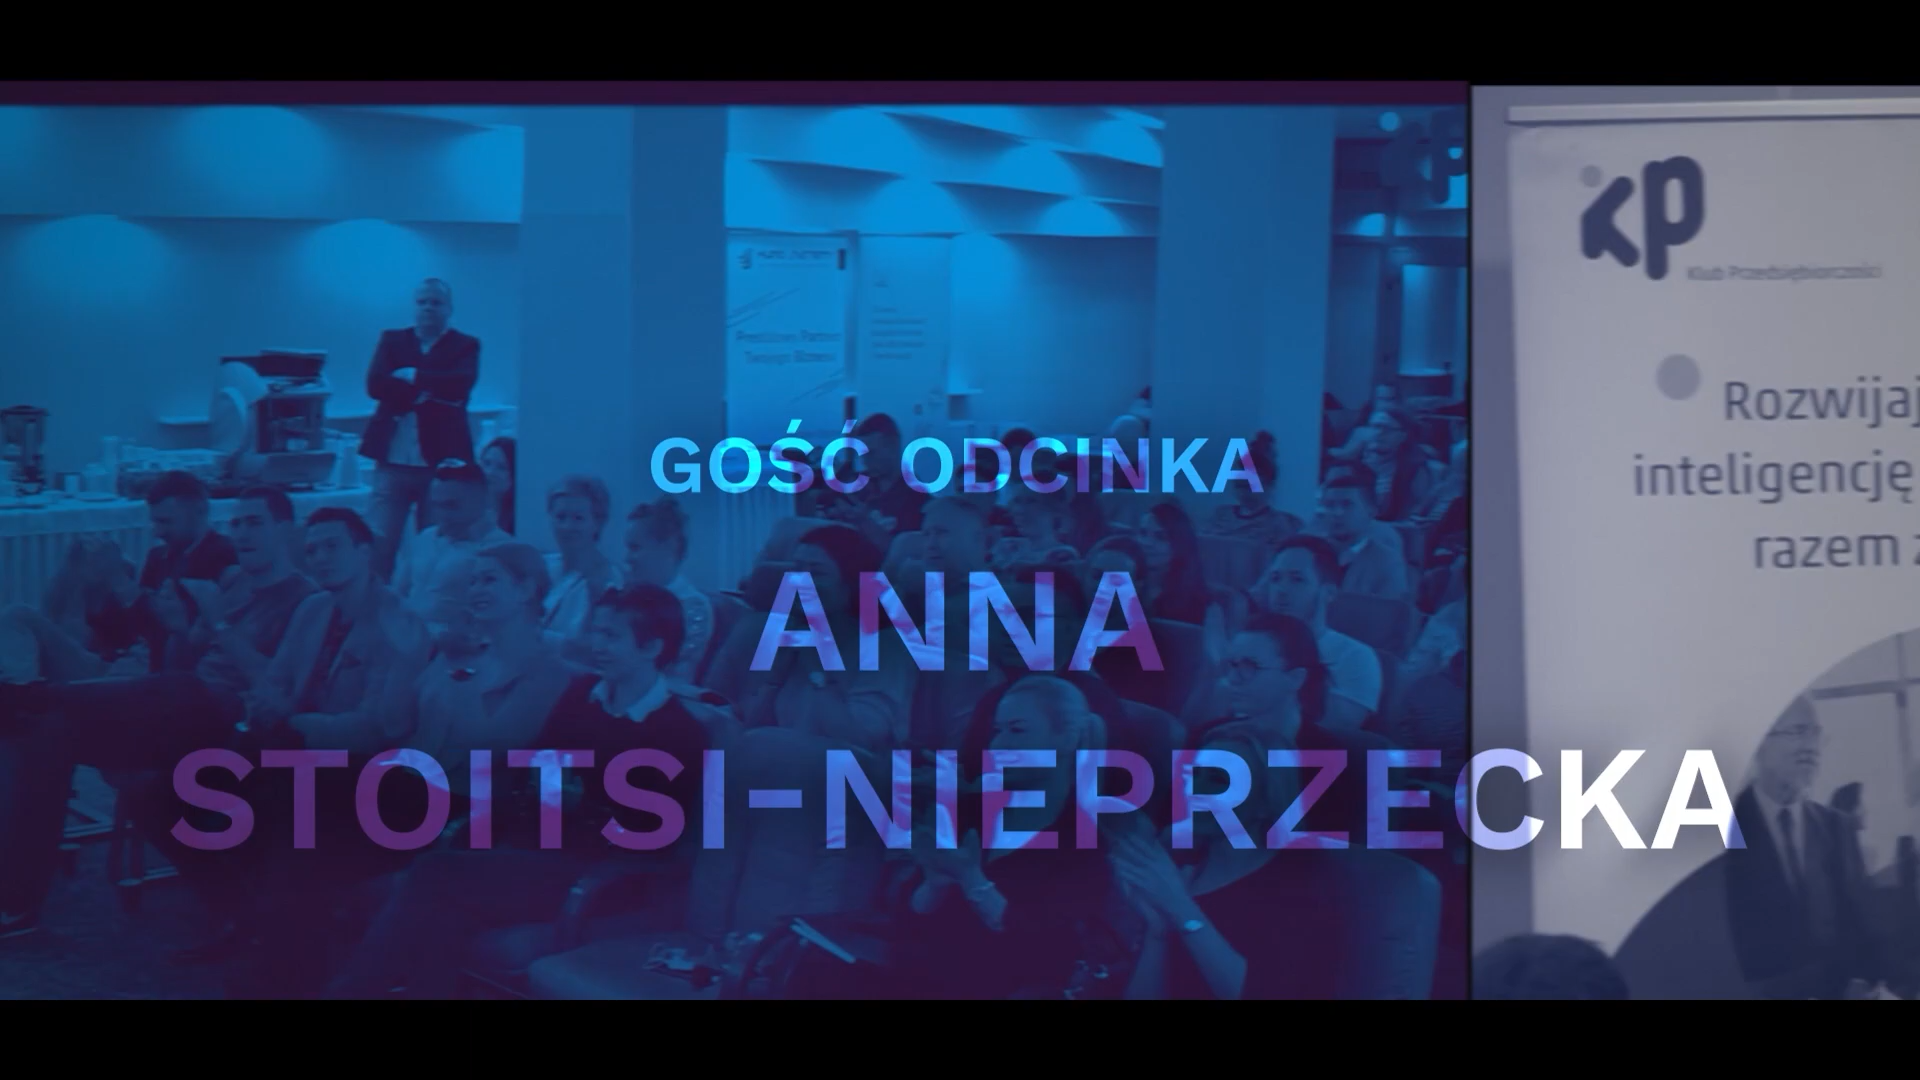 GOŚĆ ODCINKA
ANNA
STOITSI-NIEPRZECKA
kp
Klub Przedsiębiorczości
Rozwijaj
inteligencję
razem z